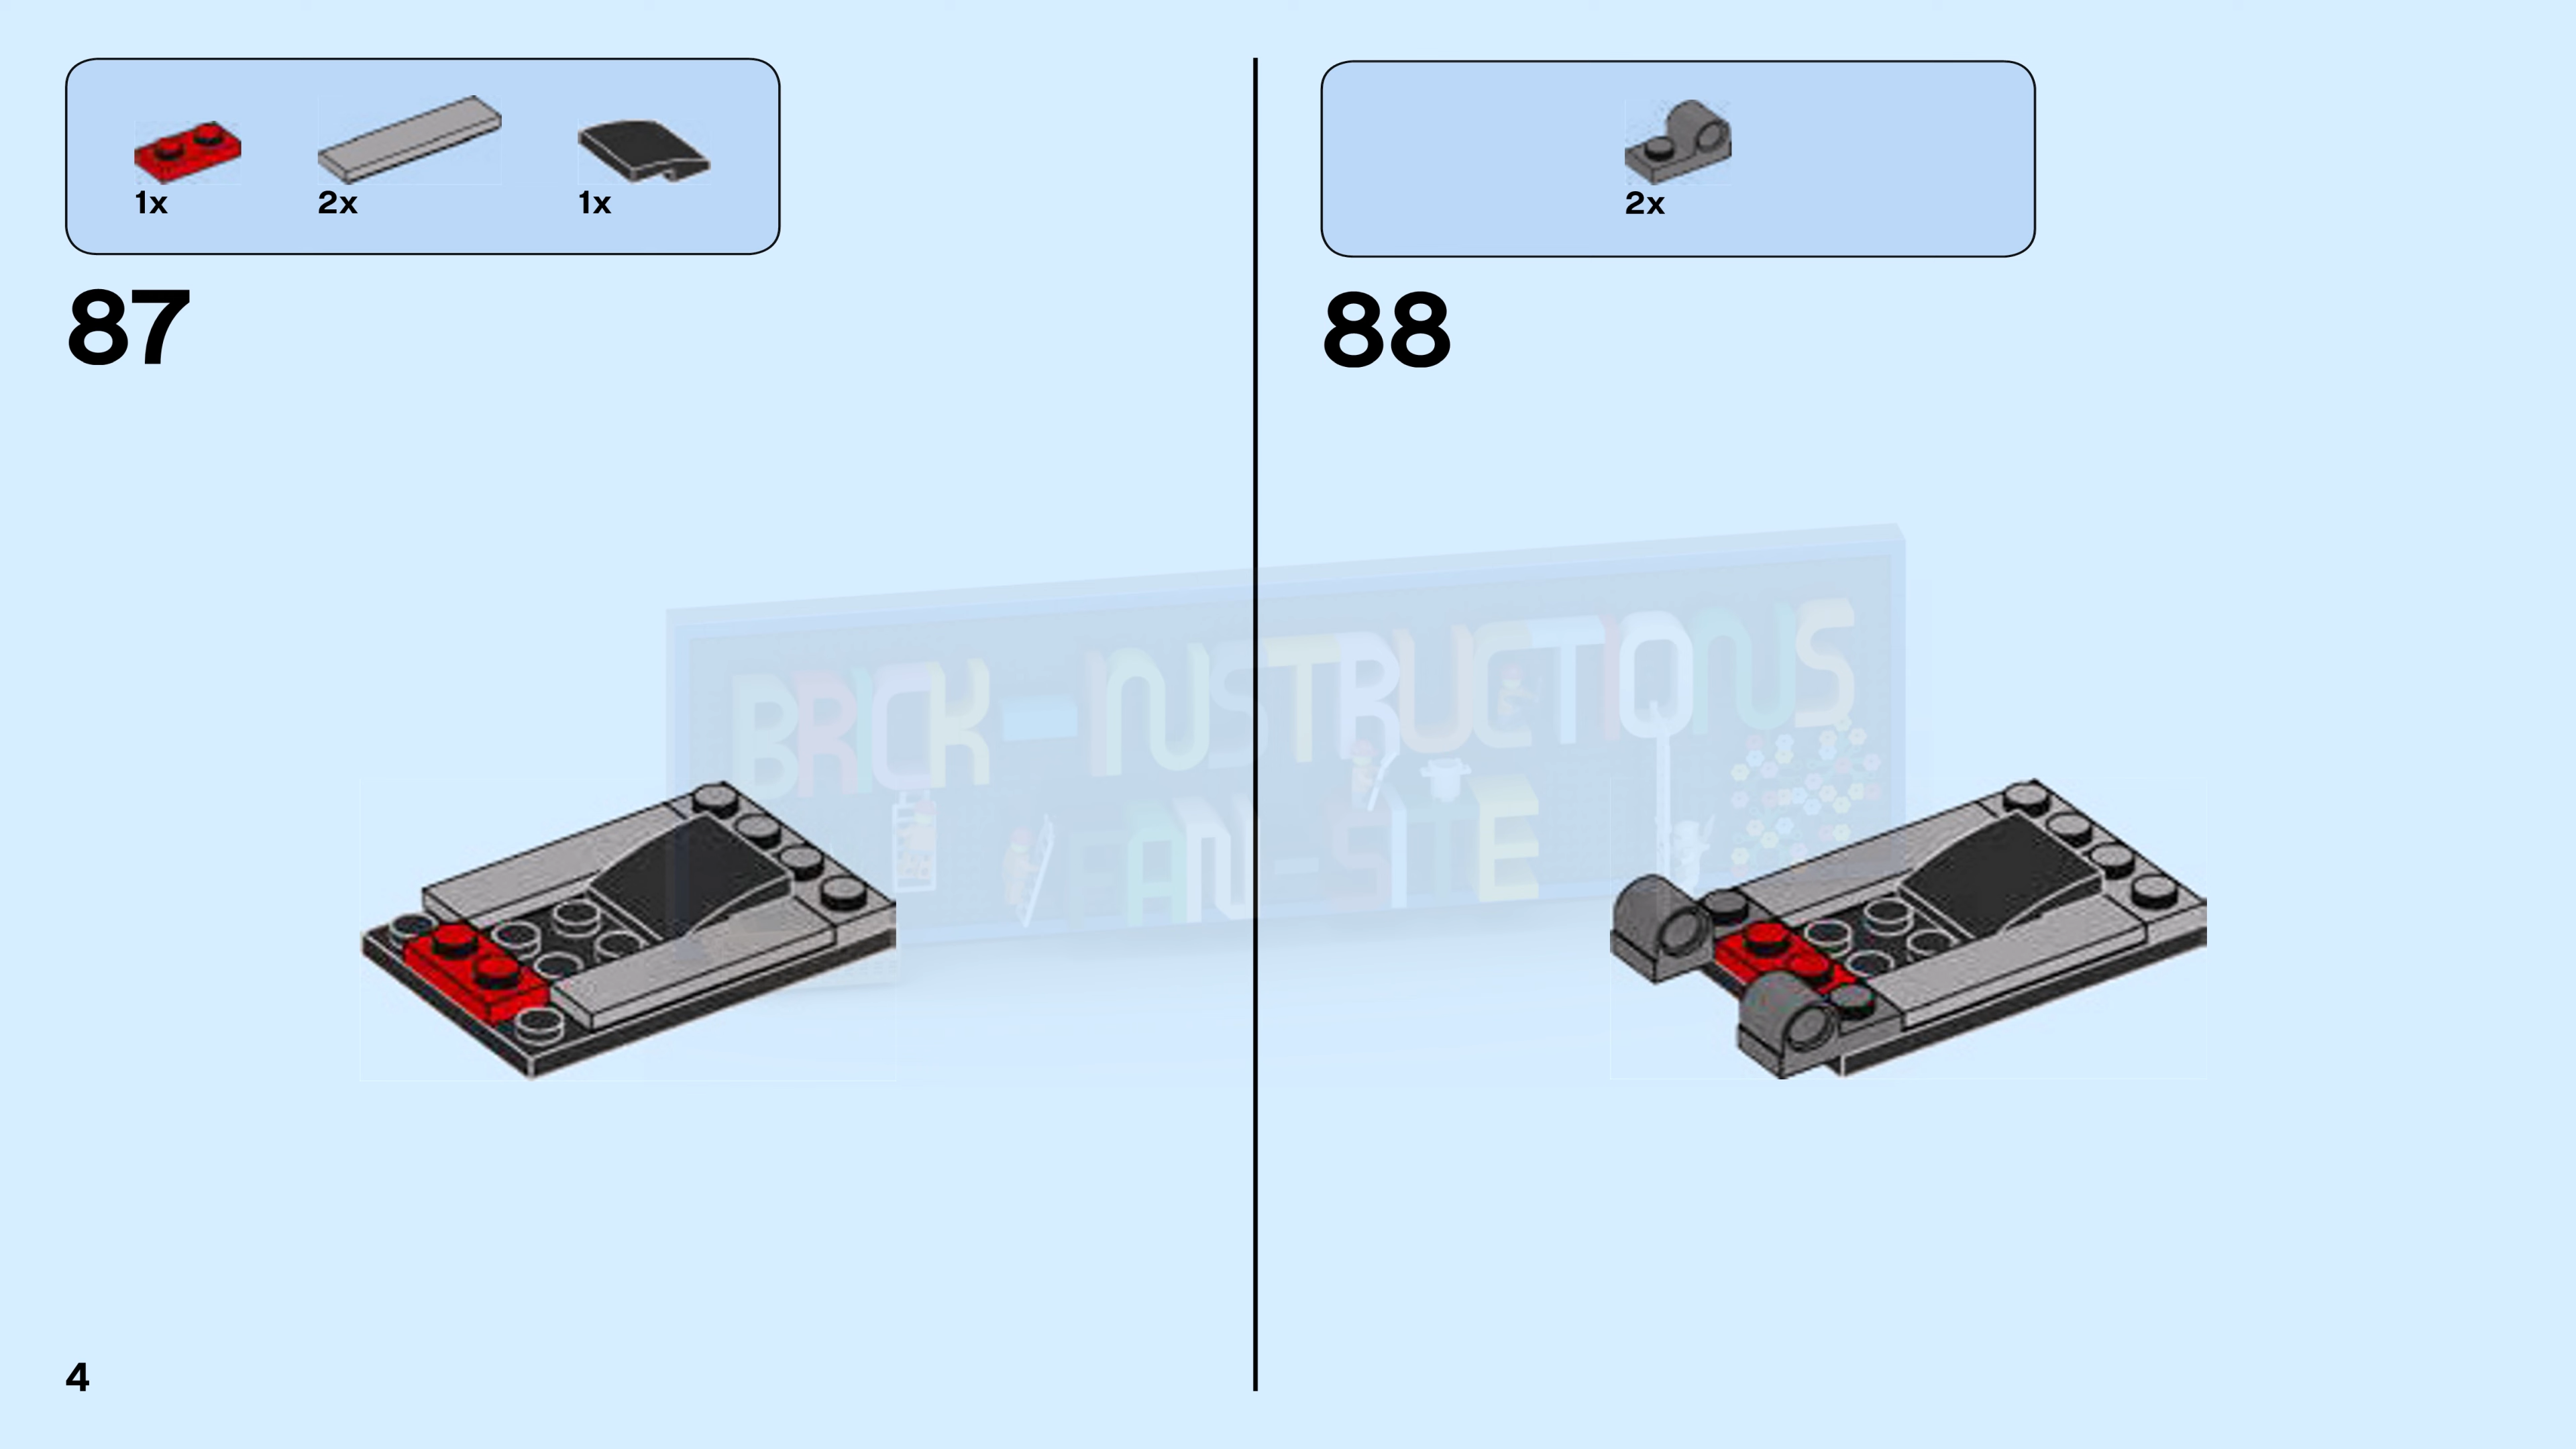 1x 2x 1x
87
2x
88
BRICK-INSTRUCTIONS
FAN-SITE
4